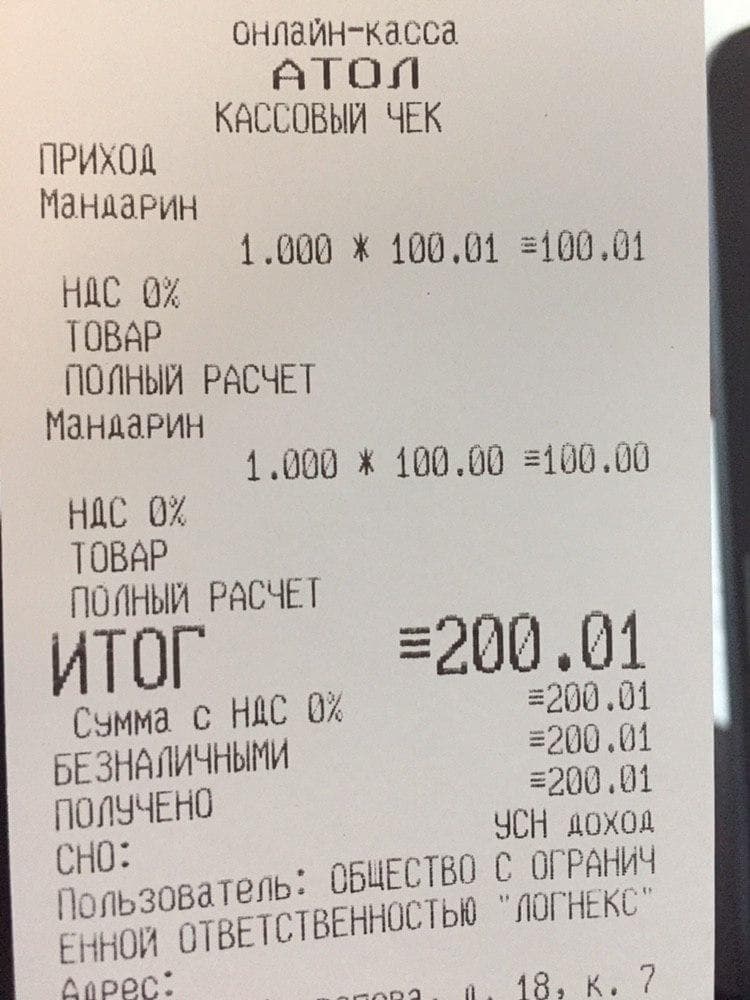 онлайн-касса
АТОЛ
КАССОВЫЙ ЧЕК
ПРИХОД
Мандарин
1.000 * 100.01 ≡100.01
НДС 0%
ТОВАР
ПОЛНЫЙ РАСЧЕТ
Мандарин
1.000 * 100.00 ≡100.00
НДС 0%
ТОВАР
ПОЛНЫЙ РАСЧЕТ
ИТОГ ≡200.01
Сумма с НДС 0% ≡200.01
БЕЗНАЛИЧНЫМИ ≡200.01
ПОЛУЧЕНО ≡200.01
СНО: УСН доход
Пользователь: ОБЩЕСТВО С ОГРАНИЧ
ЕННОЙ ОТВЕТСТВЕННОСТЬЮ "ЛОГНЕКС"
Адрес:
д. 18, к. 7